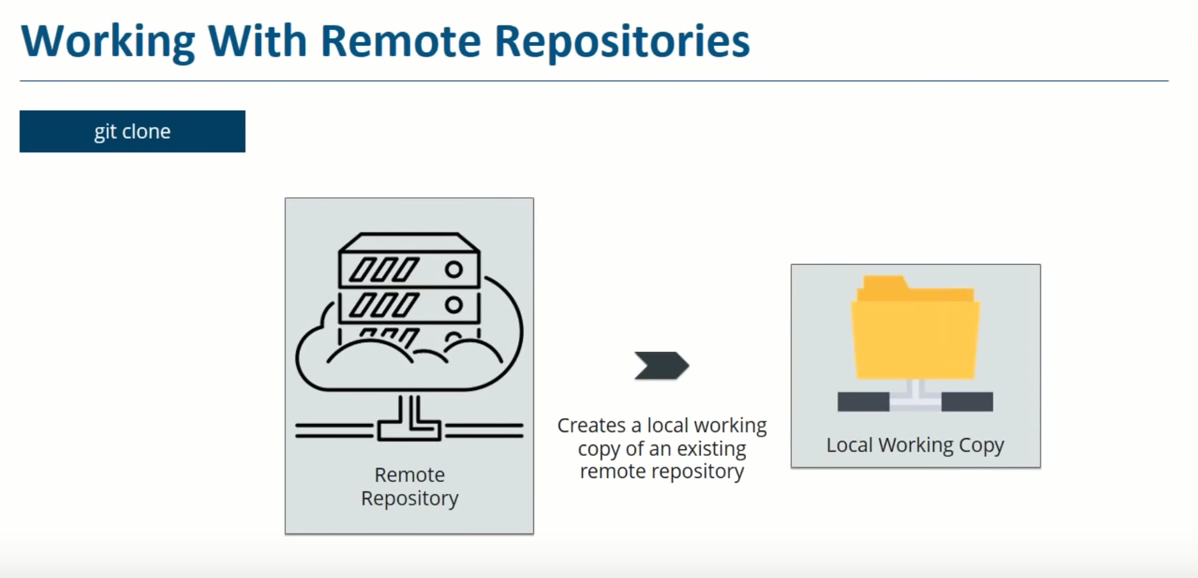 Working With Remote Repositories
git clone
Remote
Repository
Creates a local working
copy of an existing
remote repository
Local Working Copy